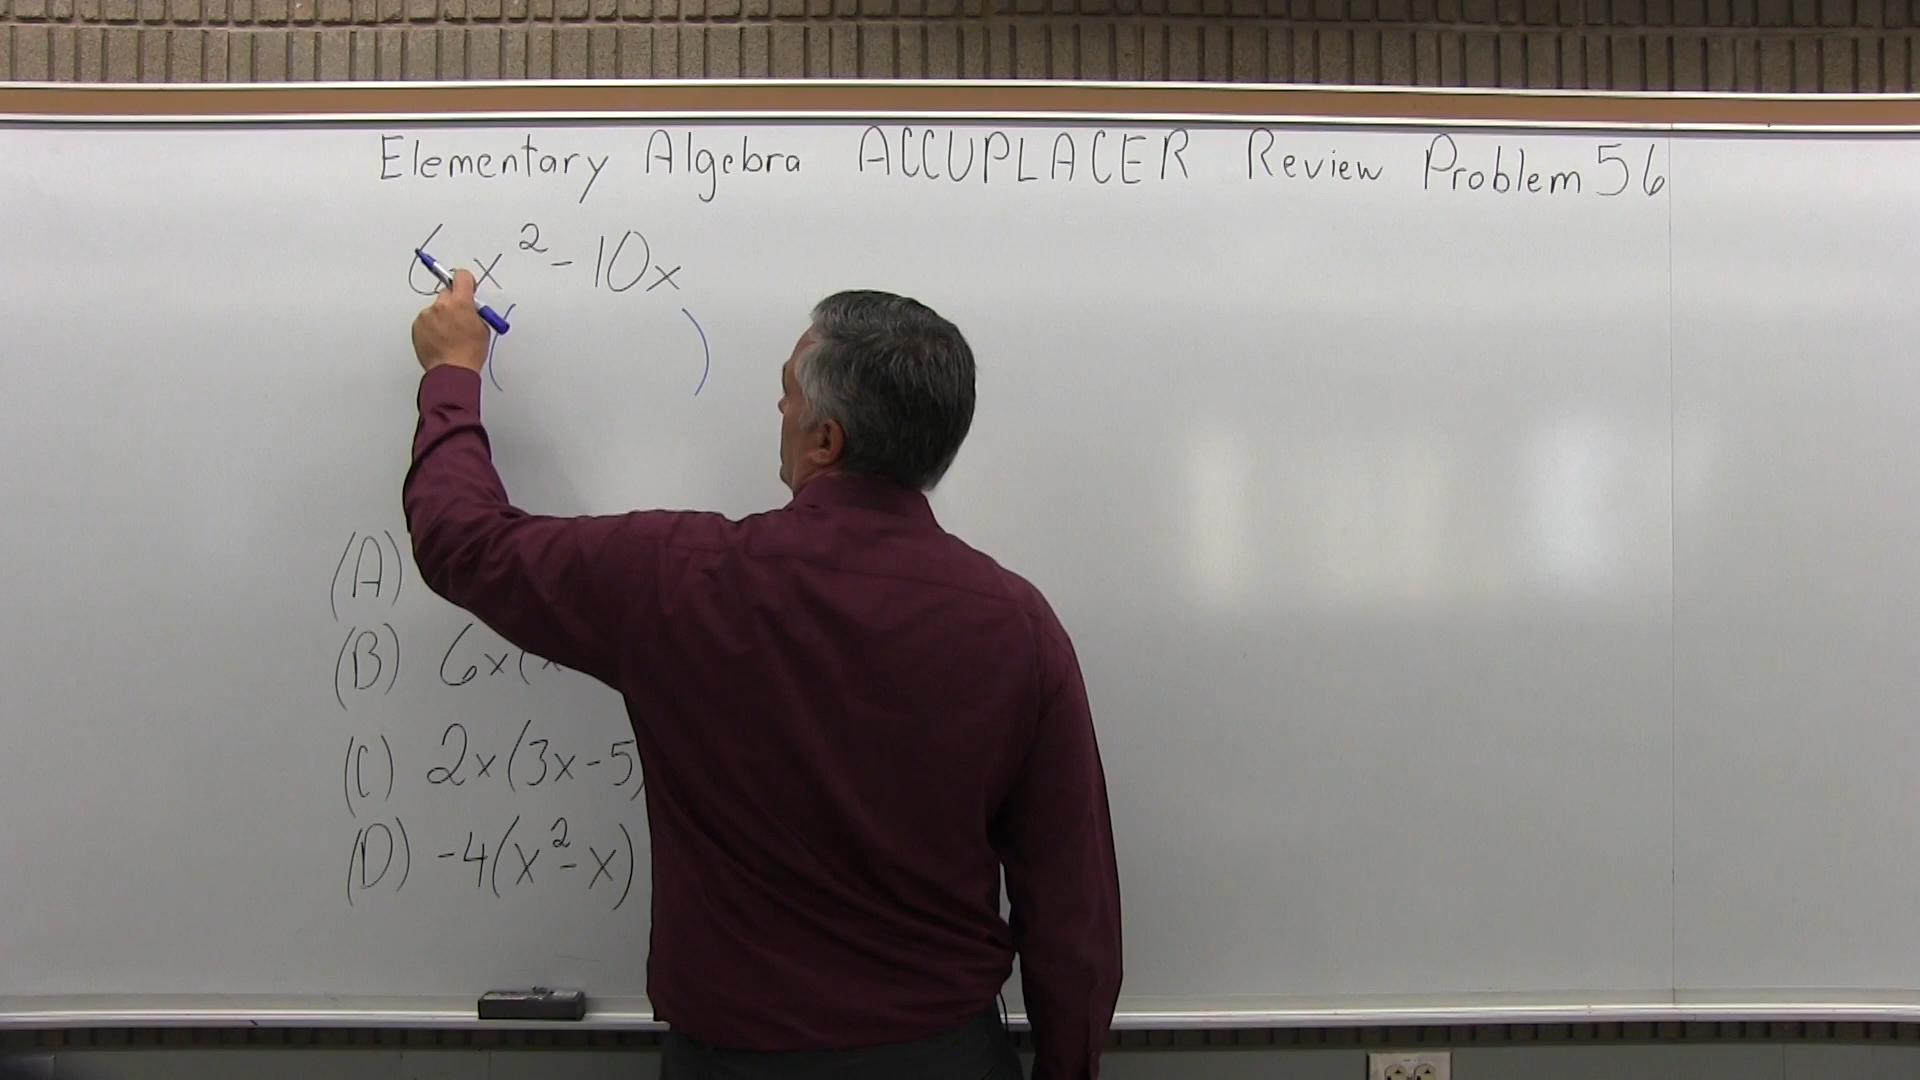 Elementary Algebra ACCUPLACER Review Problem 56
6x² - 10x
( )
(A)
(B) 6x(x
(C) 2x(3x-5)
(D) -4(x²-x)